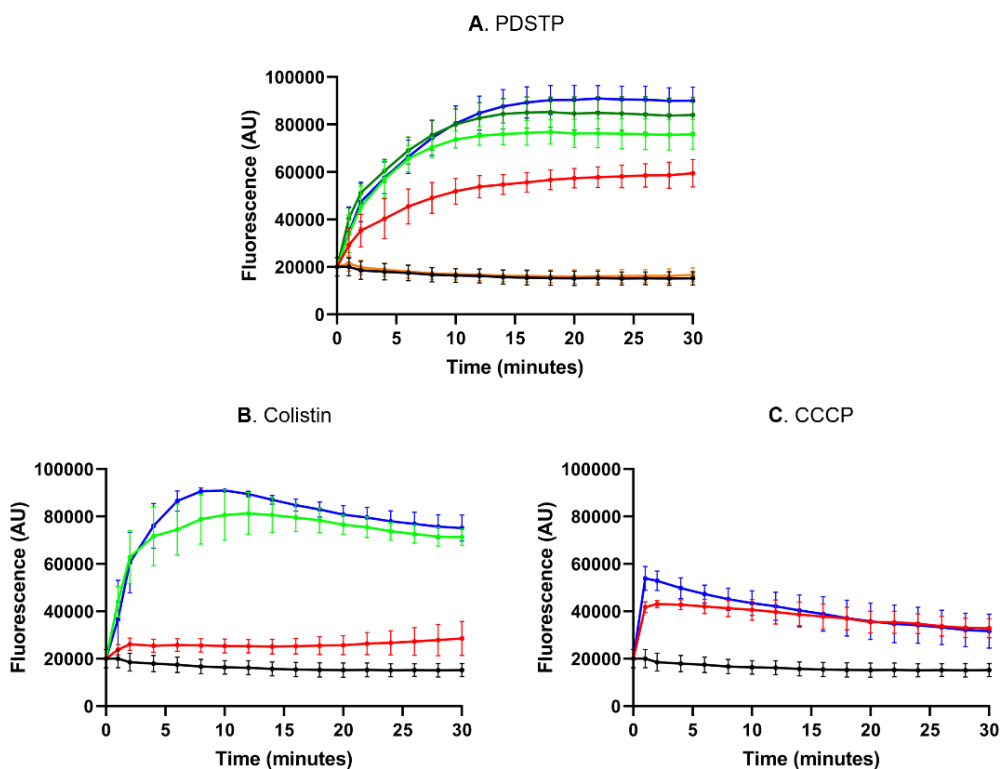 A. PDSTP
Fluorescence (AU)
100000
80000
60000
40000
20000
0
0 5 10 15 20 25 30
Time (minutes)
B. Colistin
Fluorescence (AU)
100000
80000
60000
40000
20000
0
0 5 10 15 20 25 30
Time (minutes)
C. CCCP
Fluorescence (AU)
100000
80000
60000
40000
20000
0
0 5 10 15 20 25 30
Time (minutes)